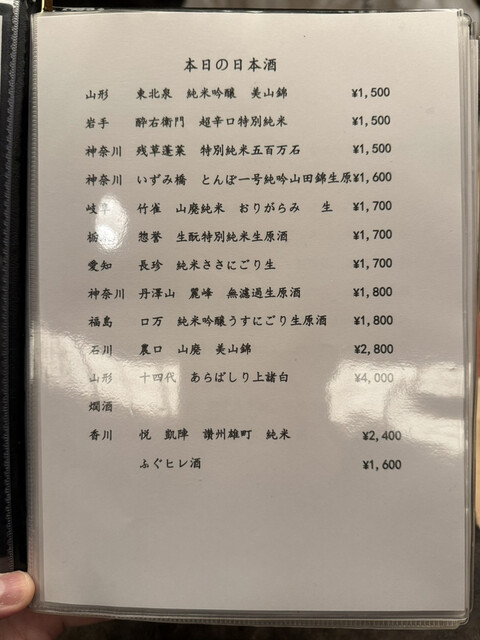 本日の日本酒
山形 東北泉 純米吟醸 美山錦 ¥1,500
岩手 酔右衛門 超辛口特別純米 ¥1,500
神奈川 残草蓬莱 特別純米五百万石 ¥1,500
神奈川 いずみ橋 とんぼ一号純吟山田錦生原¥1,600
岐阜 竹雀 山廃純米 おりがらみ 生 ¥1,700
栃木 惣誉 生酛特別純米生原酒 ¥1,700
愛知 長珍 純米ささにごり生 ¥1,700
神奈川 丹澤山 麗峰 無濾過生原酒 ¥1,800
福島 ロ万 純米吟醸うすにごり生原酒 ¥1,800
石川 農口 山廃 美山錦 ¥2,800
山形 十四代 あらばしり上諸白 ¥4,000
燗酒
香川 悦 凱陣 讃州雄町 純米 ¥2,400
ふぐヒレ酒 ¥1,600